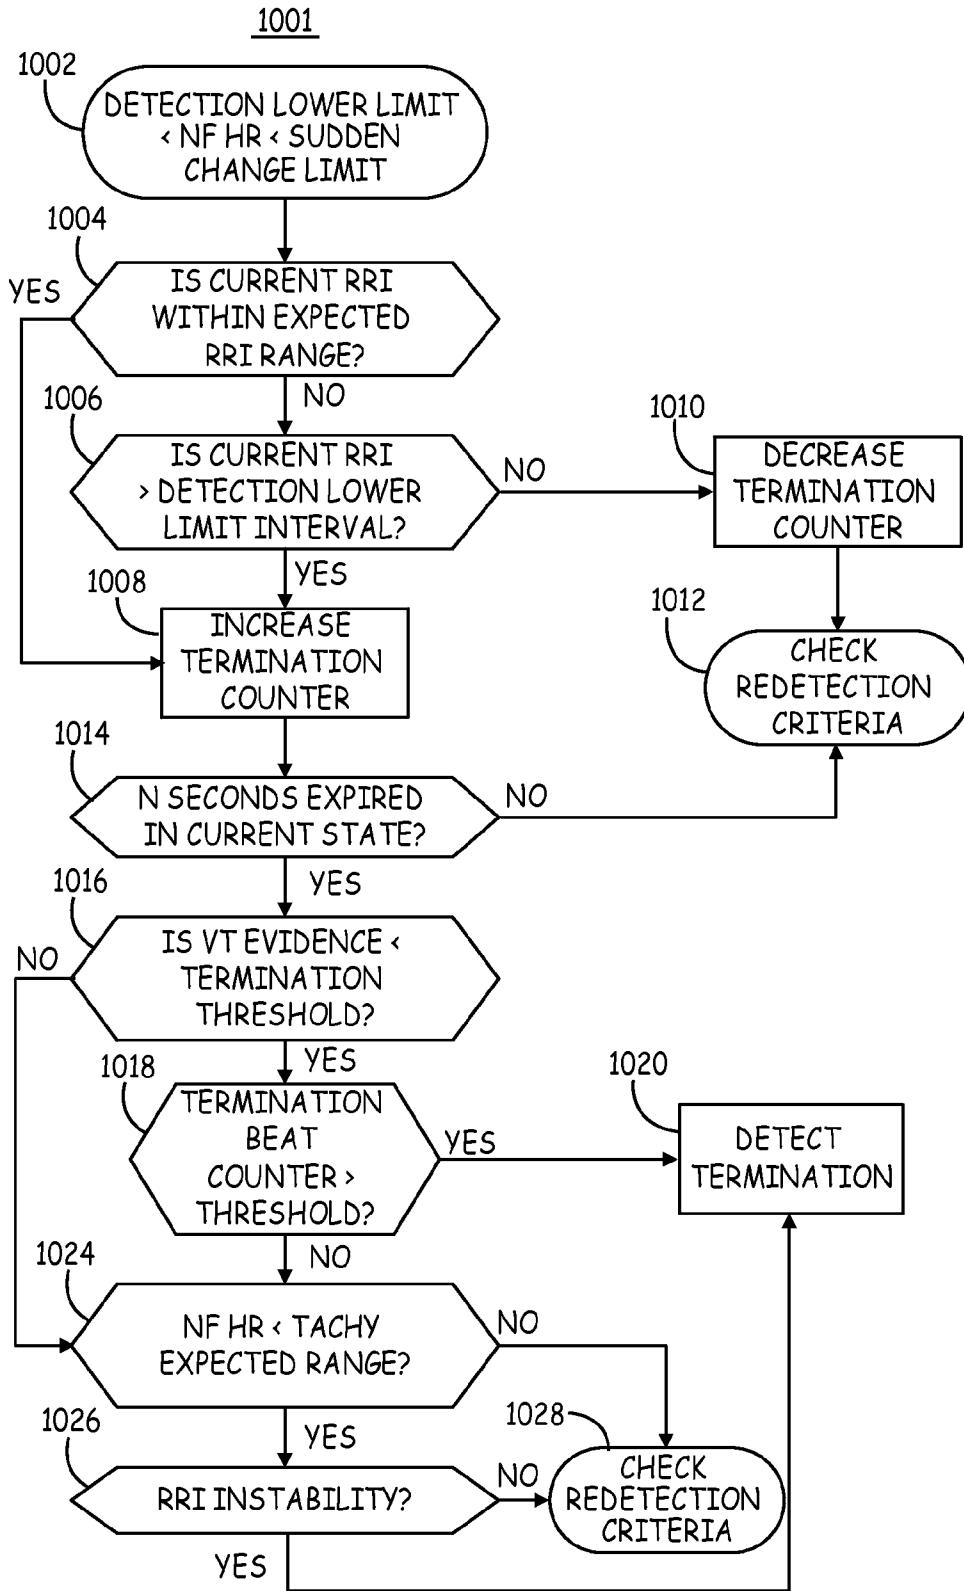 1001
1002
DETECTION LOWER LIMIT
< NF HR < SUDDEN
CHANGE LIMIT
1004
YES
IS CURRENT RRI
WITHIN EXPECTED
RRI RANGE?
NO
1006
IS CURRENT RRI
> DETECTION LOWER
LIMIT INTERVAL?
NO
1010
DECREASE
TERMINATION
COUNTER
YES
1008
INCREASE
TERMINATION
COUNTER
1012
CHECK
REDETECTION
CRITERIA
1014
N SECONDS EXPIRED
IN CURRENT STATE?
NO
YES
1016
NO
IS VT EVIDENCE <
TERMINATION
THRESHOLD?
YES
1018
TERMINATION
BEAT
COUNTER >
THRESHOLD?
YES
1020
DETECT
TERMINATION
NO
1024
NF HR < TACHY
EXPECTED RANGE?
NO
YES
1026
RRI INSTABILITY?
NO
1028
CHECK
REDETECTION
CRITERIA
YES